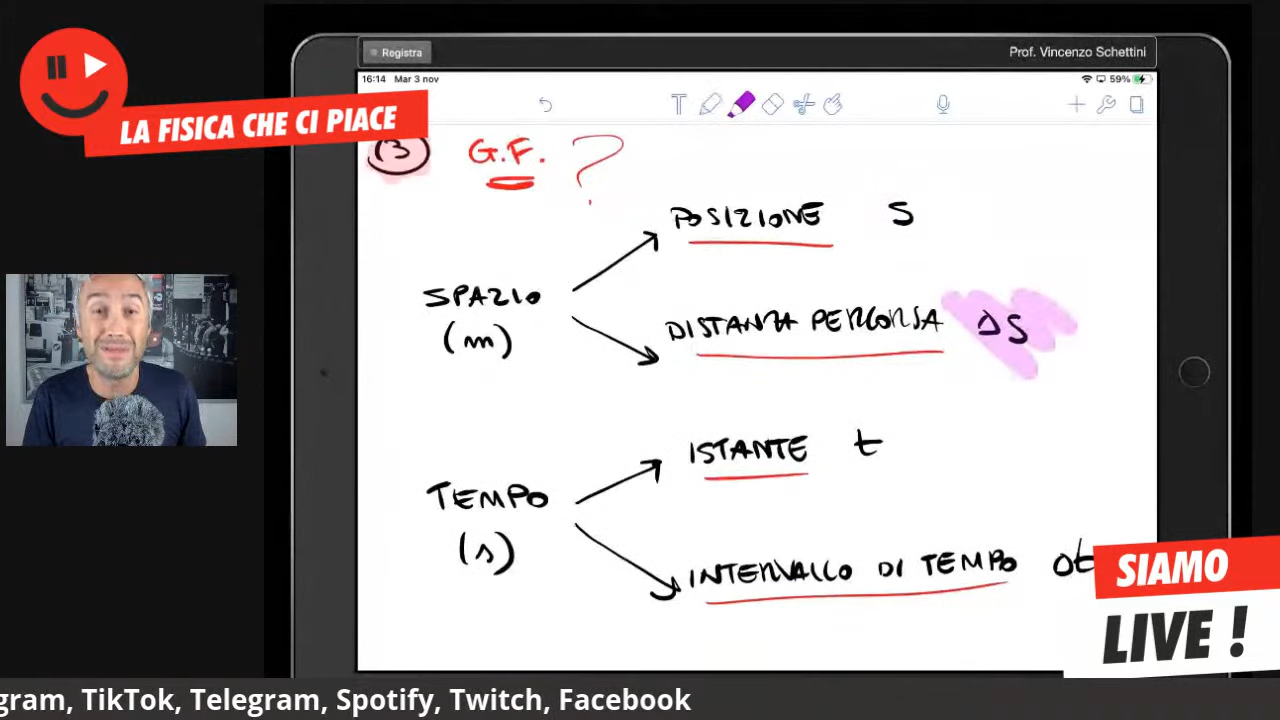 Registra
Prof. Vincenzo Schettini
16:14 Mar 3 nov
59%
LA FISICA CHE CI PIACE
13 G.F. ?
POSIZIONE S
SPAZIO
(m)
DISTANZA PERCORSA ΔS
ISTANTE t
TEMPO
(s)
INTERVALLO DI TEMPO Δt
SIAMO
LIVE !
gram, TikTok, Telegram, Spotify, Twitch, Facebook